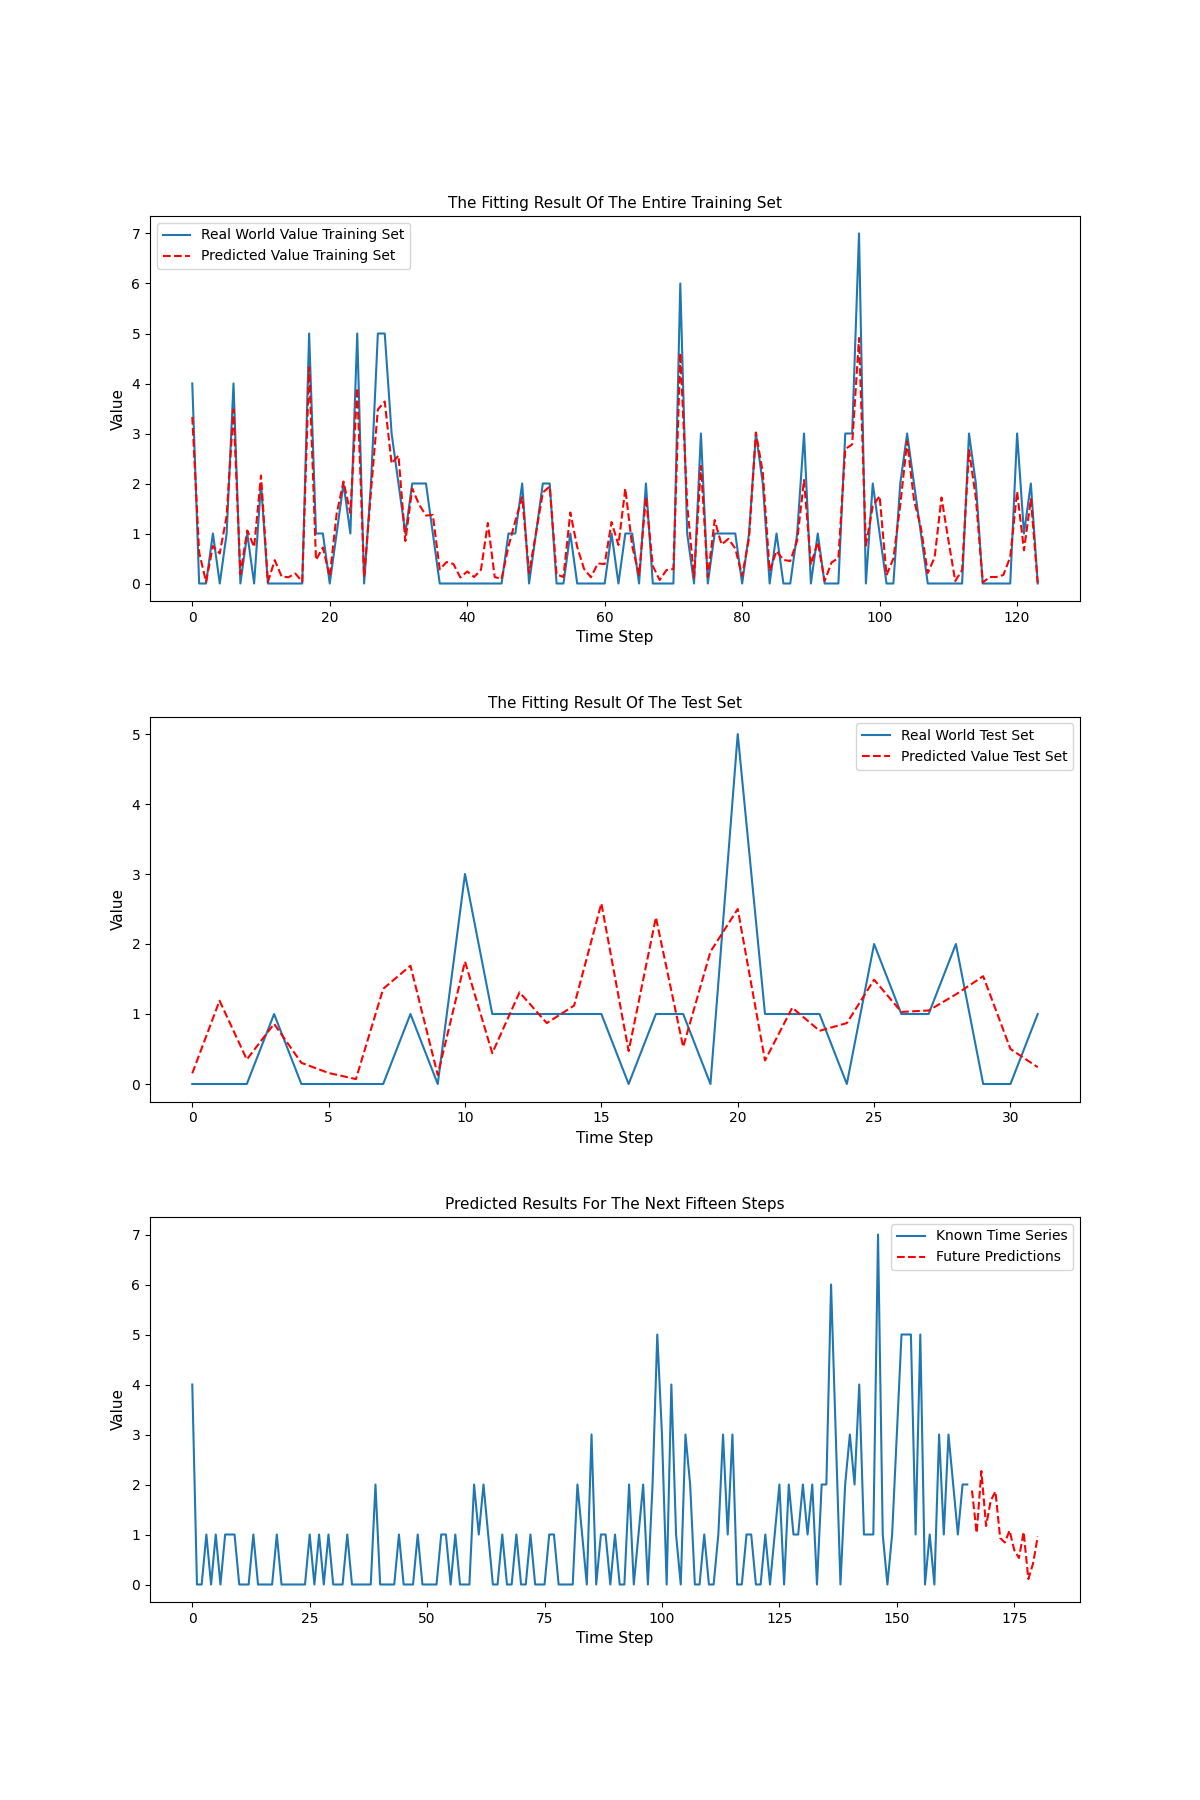 The Fitting Result Of The Entire Training Set
Real World Value Training Set
Predicted Value Training Set
7
6
5
4
3
2
1
0
Value
0 20 40 60 80 100 120
Time Step
The Fitting Result Of The Test Set
Real World Test Set
Predicted Value Test Set
5
4
3
2
1
0
Value
0 5 10 15 20 25 30
Time Step
Predicted Results For The Next Fifteen Steps
Known Time Series
Future Predictions
7
6
5
4
3
2
1
0
Value
0 25 50 75 100 125 150 175
Time Step